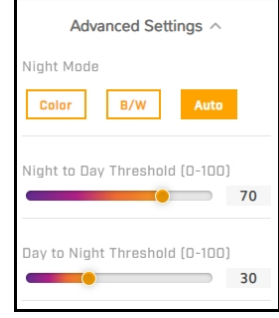 Advanced Settings
Night Mode
Color B/W Auto
Night to Day Threshold (0-100)
70
Day to Night Threshold (0-100)
30